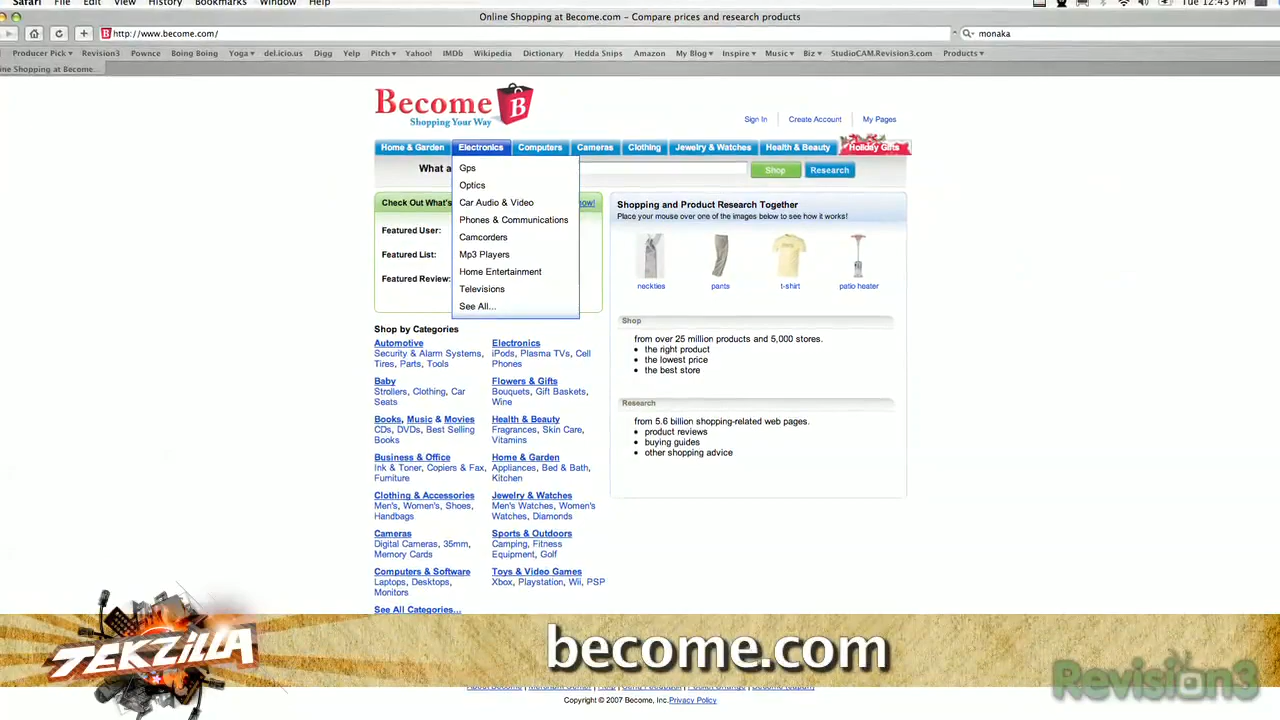 Safari File Edit View History Bookmarks Window Help Tue 12:43 PM
Online Shopping at Become.com – Compare prices and research products
http://www.become.com/ monaka
Producer Pick Revision3 Pownce Boing Boing Yoga del.icio.us Digg Yelp Pitch Yahoo! IMDb Wikipedia Dictionary Hedda Snips Amazon My Blog Inspire Music Biz StudioCAM.Revision3.com Products
ne Shopping at Become...
Become B
Shopping Your Way
Sign In Create Account My Pages
Home & Garden Electronics Computers Cameras Clothing Jewelry & Watches Health & Beauty Holiday Gifts
What a Shop Research
Gps
Optics
Car Audio & Video
Phones & Communications
Camcorders
Mp3 Players
Home Entertainment
Televisions
See All...
Check Out What's now!
Featured User:
Featured List:
Featured Review:
Shopping and Product Research Together
Place your mouse over one of the images below to see how it works!
neckties pants t-shirt patio heater
Shop
from over 25 million products and 5,000 stores.
• the right product
• the lowest price
• the best store
Research
from 5.6 billion shopping-related web pages.
• product reviews
• buying guides
• other shopping advice
Shop by Categories
Automotive
Security & Alarm Systems,
Tires, Parts, Tools
Electronics
iPods, Plasma TVs, Cell
Phones
Baby
Strollers, Clothing, Car
Seats
Flowers & Gifts
Bouquets, Gift Baskets,
Wine
Books, Music & Movies
CDs, DVDs, Best Selling
Books
Health & Beauty
Fragrances, Skin Care,
Vitamins
Business & Office
Ink & Toner, Copiers & Fax,
Furniture
Home & Garden
Appliances, Bed & Bath,
Kitchen
Clothing & Accessories
Men's, Women's, Shoes,
Handbags
Jewelry & Watches
Men's Watches, Women's
Watches, Diamonds
Cameras
Digital Cameras, 35mm,
Memory Cards
Sports & Outdoors
Camping, Fitness
Equipment, Golf
Computers & Software
Laptops, Desktops,
Monitors
Toys & Video Games
Xbox, Playstation, Wii, PSP
See All Categories...
TEKZILLA
become.com
Revision3
Copyright © 2007 Become, Inc. Privacy Policy